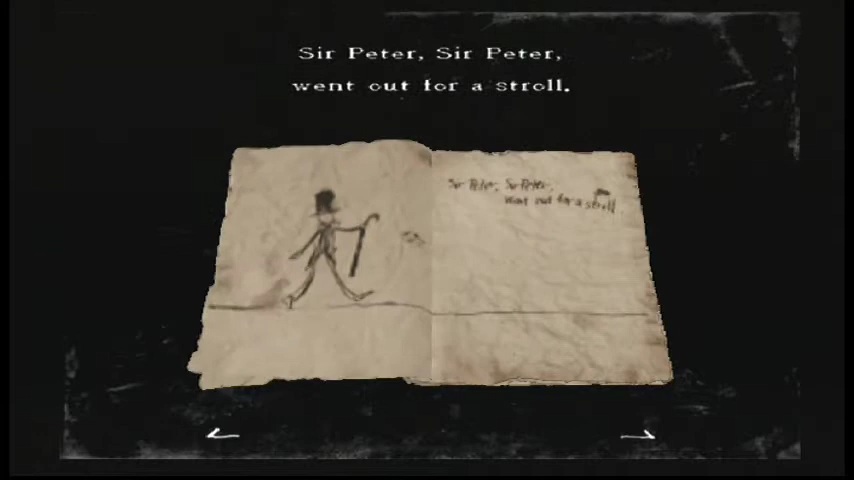 Sir Peter, Sir Peter,
went out for a stroll.
Sir Peter, Sir Peter,
Went out for a stroll